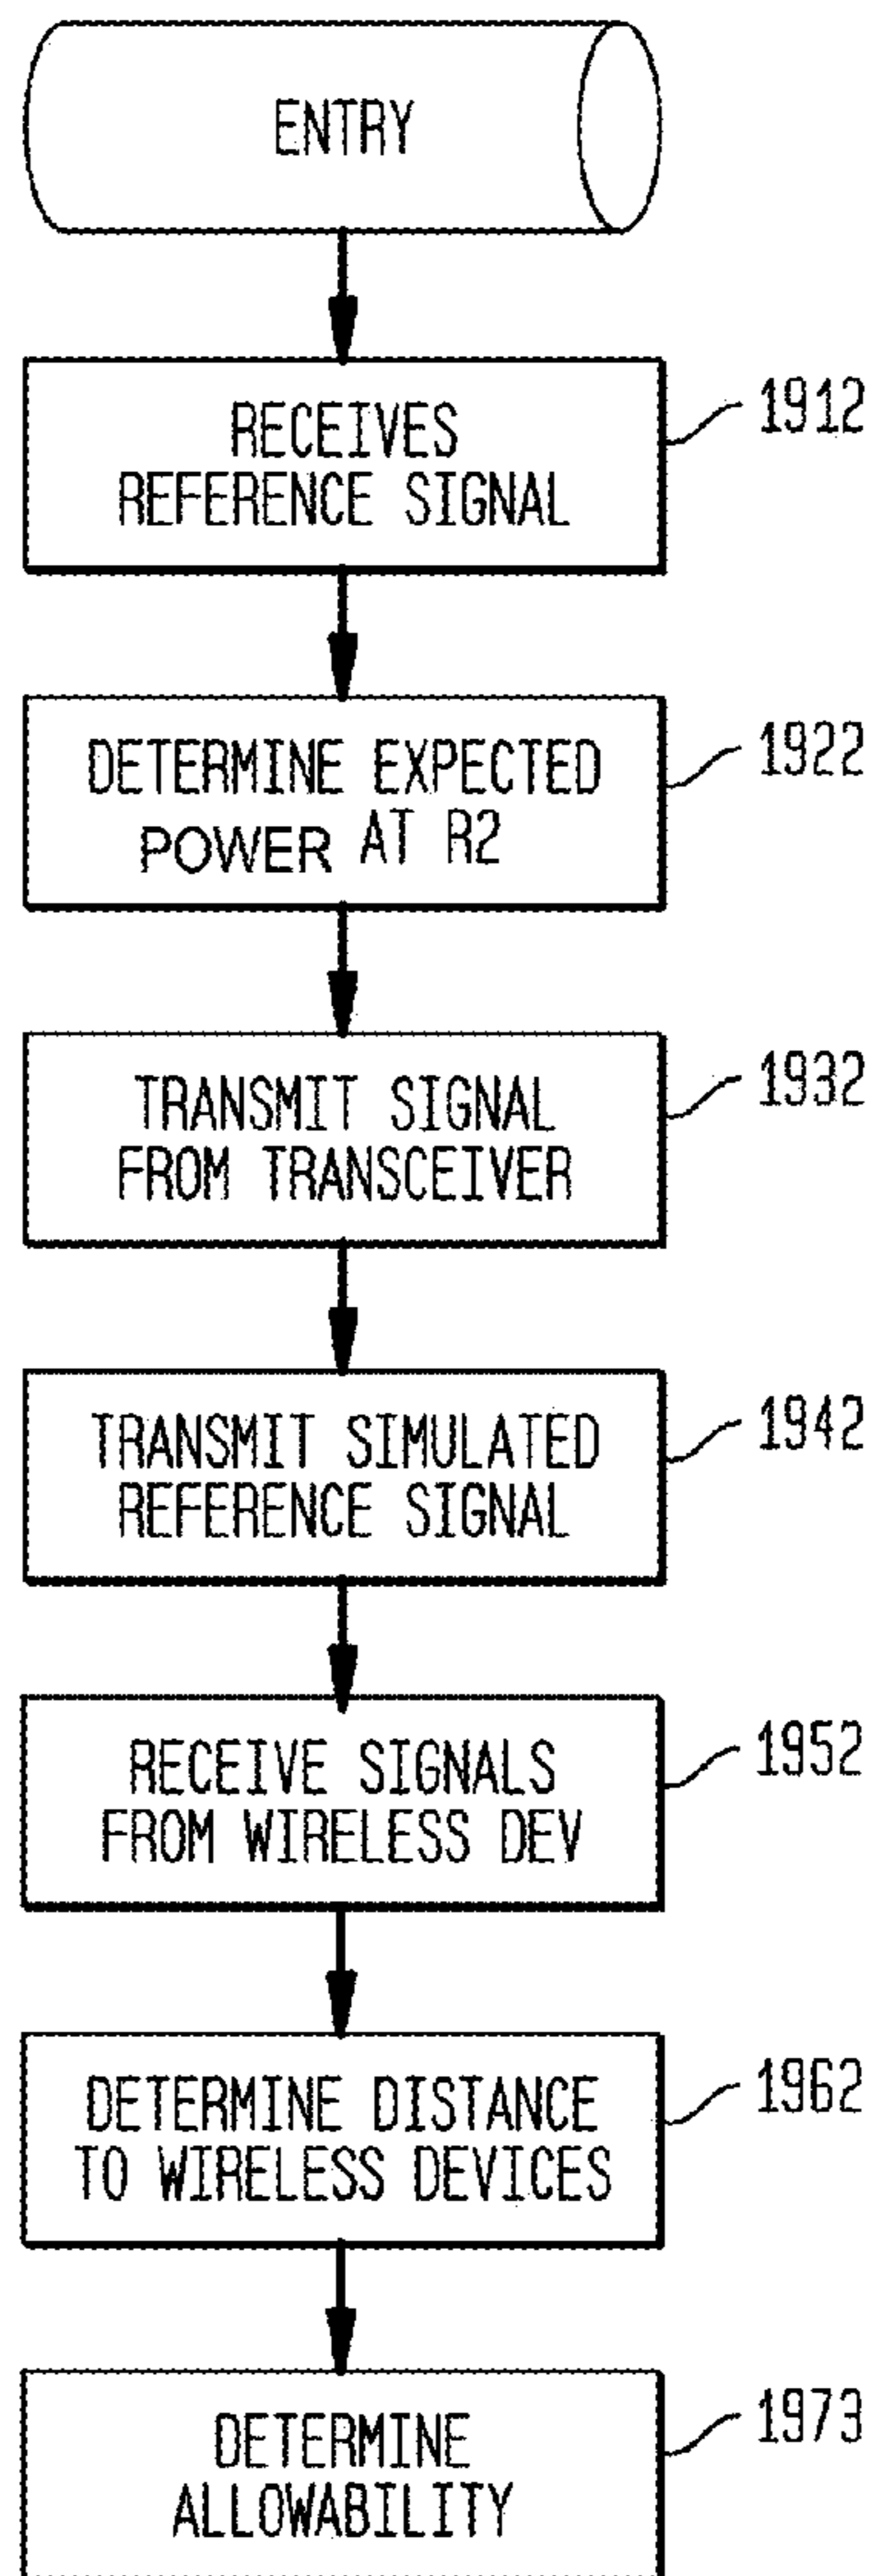 ENTRY
RECEIVES
REFERENCE SIGNAL
1912
DETERMINE EXPECTED
POWER AT R2
1922
TRANSMIT SIGNAL
FROM TRANSCEIVER
1932
TRANSMIT SIMULATED
REFERENCE SIGNAL
1942
RECEIVE SIGNALS
FROM WIRELESS DEV
1952
DETERMINE DISTANCE
TO WIRELESS DEVICES
1962
DETERMINE
ALLOWABILITY
1973